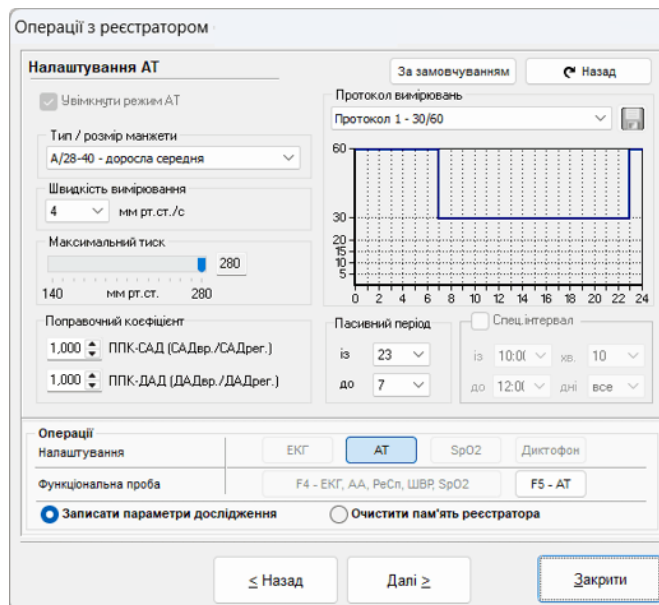 Операції з реєстратором
Налаштування АТ
За замовчуванням
Назад
Увімкнути режим АТ
Тип / розмір манжети
А/28-40 - доросла середня
Швидкість вимірювання
4 мм рт.ст./с
Максимальний тиск
280
140 мм рт.ст. 280
Поправочний коефіцієнт
1,000 ППК-САД (САДвр./САДрег.)
1,000 ППК-ДАД (ДАДвр./ДАДрег.)
Протокол вимірювань
Протокол 1 - 30/60
60
30
20
15
10
5
0 2 4 6 8 10 12 14 16 18 20 22 24
Пасивний період
із 23
до 7
Спец.інтервал
із 10:0( хв. 10
до 12:0( дні все
Операції
Налаштування ЕКГ АТ SpO2 Диктофон
Функціональна проба F4 - ЕКГ, АА, РеСп, ШВР, SpO2 F5 - АТ
Записати параметри дослідження Очистити пам'ять реєстратора
< Назад Далі > Закрити